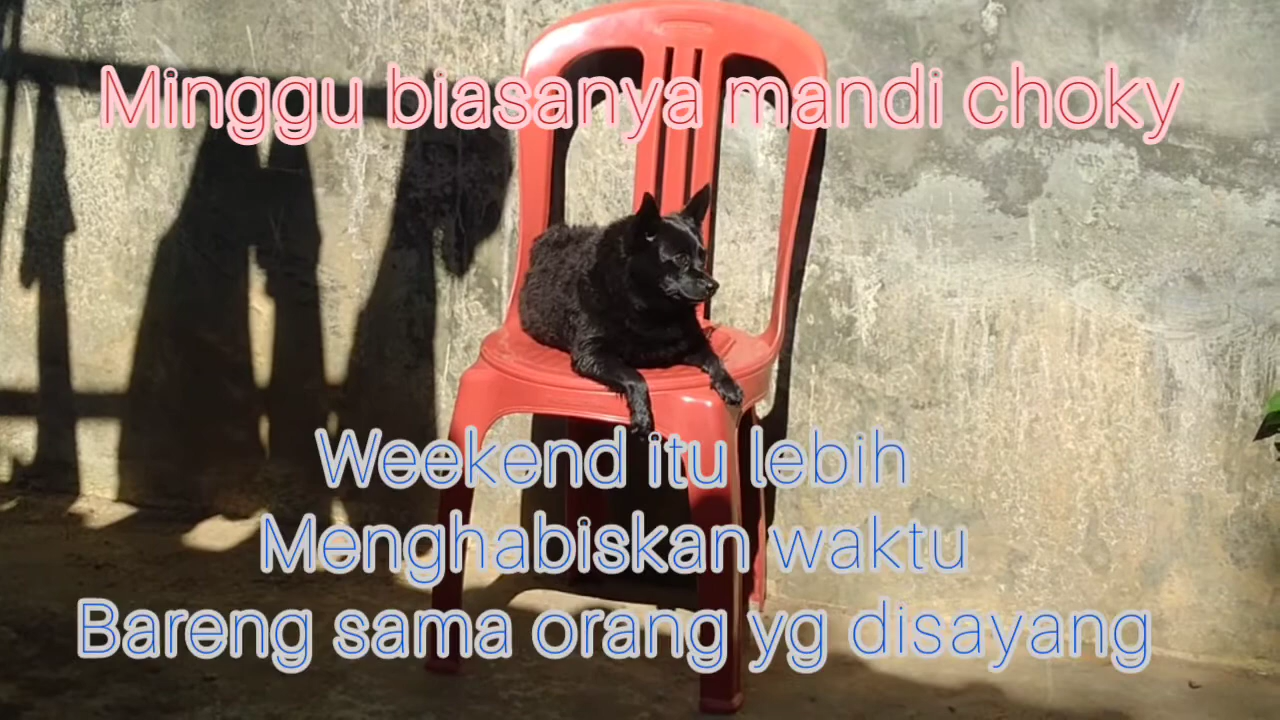 Minggu biasanya mandi choky
Weekend itu lebih
Menghabiskan waktu
Bareng sama orang yg disayang